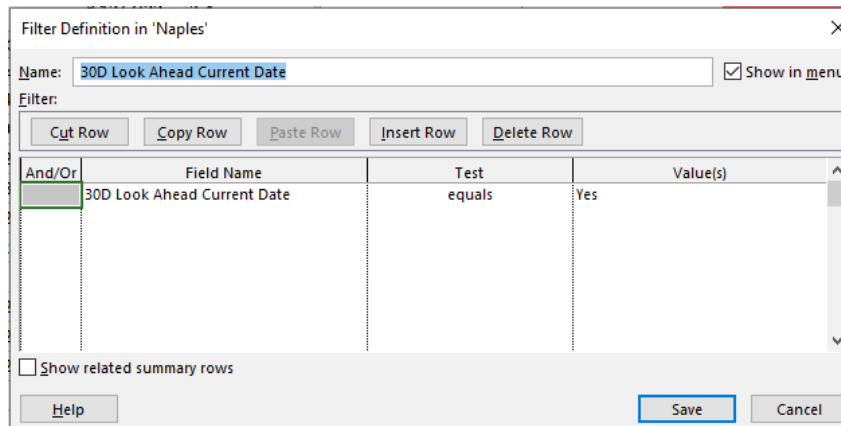 Filter Definition in 'Naples'
Name: 30D Look Ahead Current Date Show in menu
Filter:
Cut Row Copy Row Paste Row Insert Row Delete Row
And/Or Field Name Test Value(s)
30D Look Ahead Current Date equals Yes
Show related summary rows
Help Save Cancel